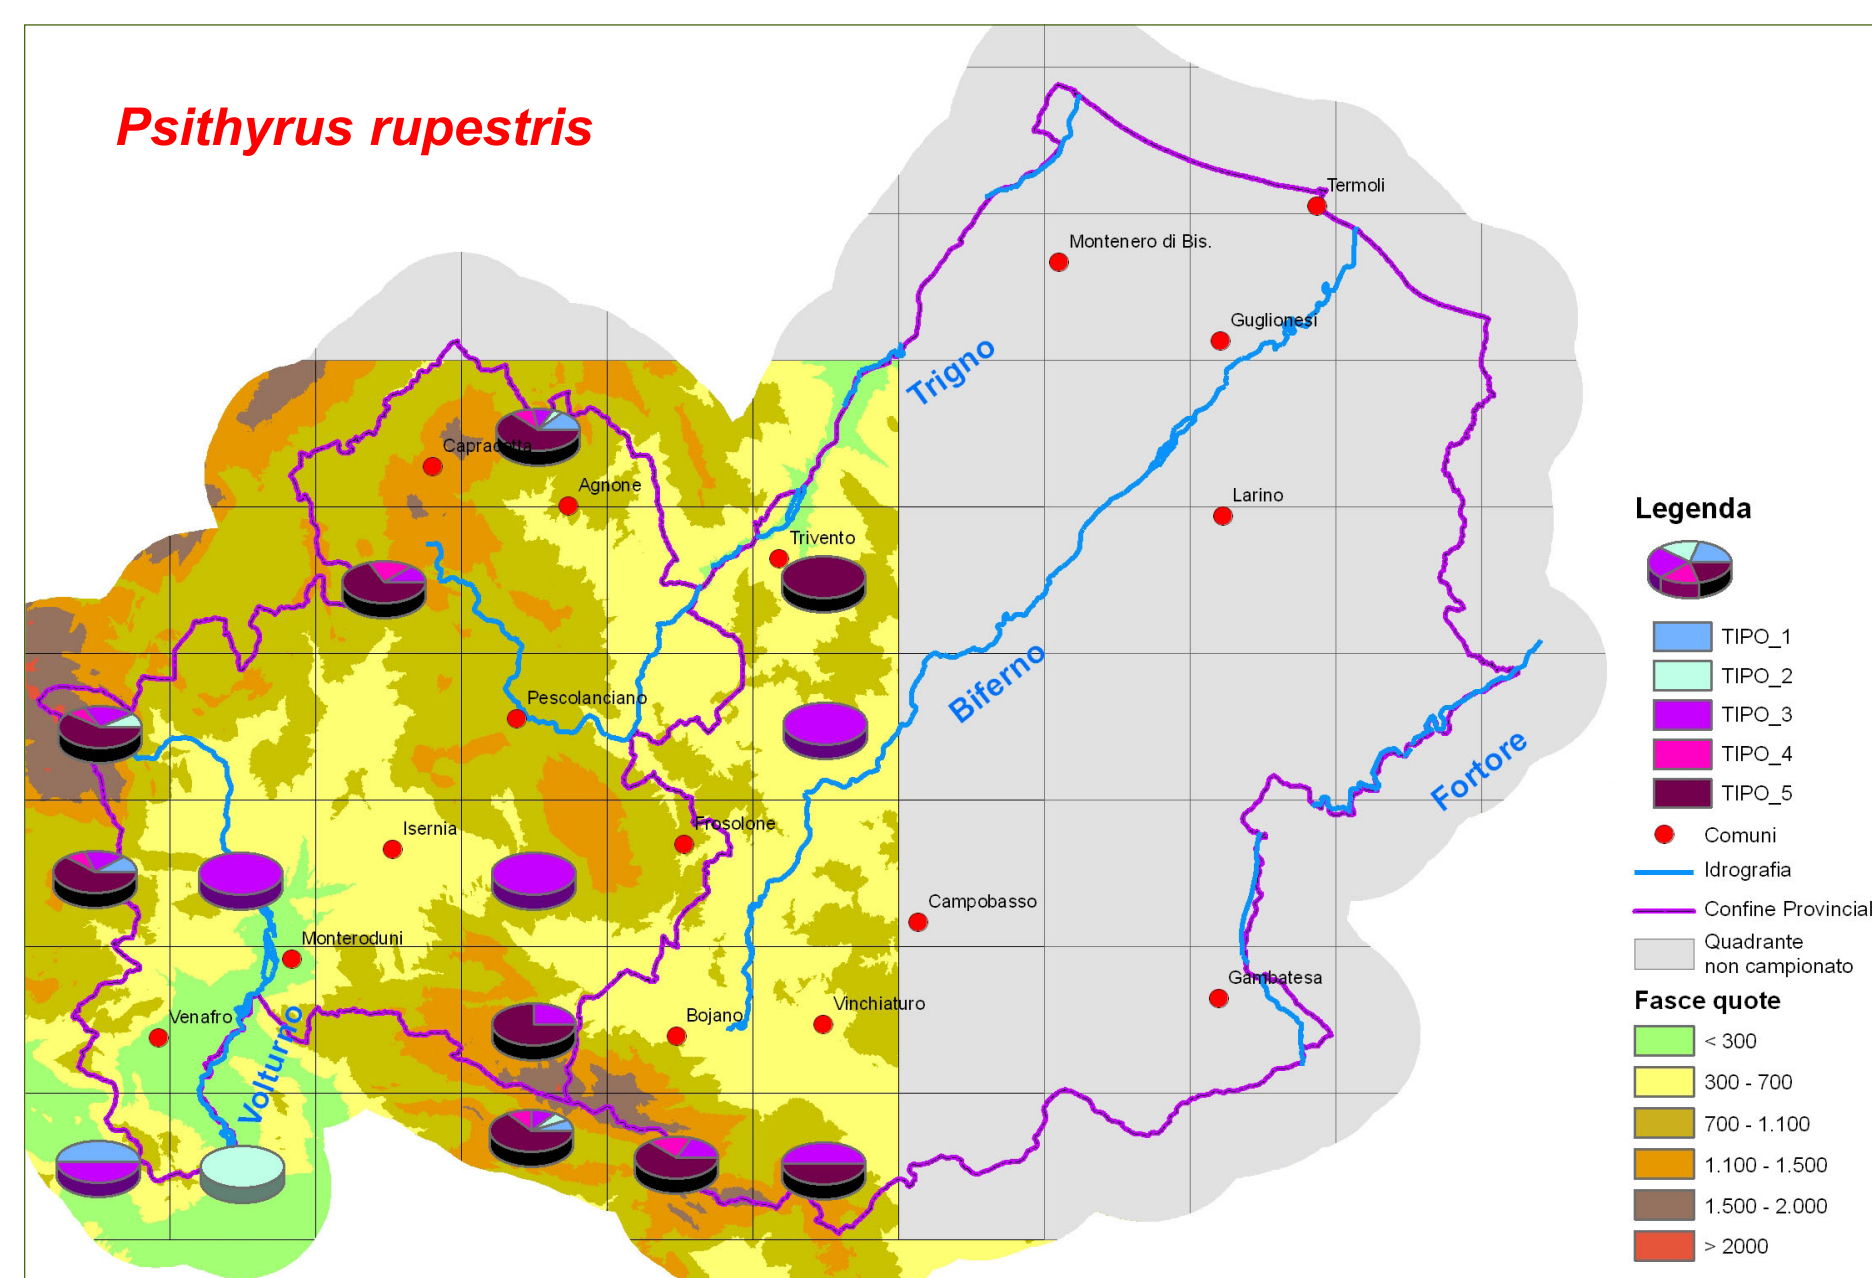 Psithyrus rupestris
Termoli
Montenero di Bis.
Guglionesi
Trigno
Capracotta
Agnone
Larino
Trivento
Biferno
Pescolanciano
Fortore
Isernia
Frosolone
Campobasso
Monteroduni
Gambatesa
Venafro
Volturno
Bojano
Vinchiaturo
Legenda
TIPO_1
TIPO_2
TIPO_3
TIPO_4
TIPO_5
Comuni
Idrografia
Confine Provincial
Quadrante
non campionato
Fasce quote
< 300
300 - 700
700 - 1.100
1.100 - 1.500
1.500 - 2.000
> 2000